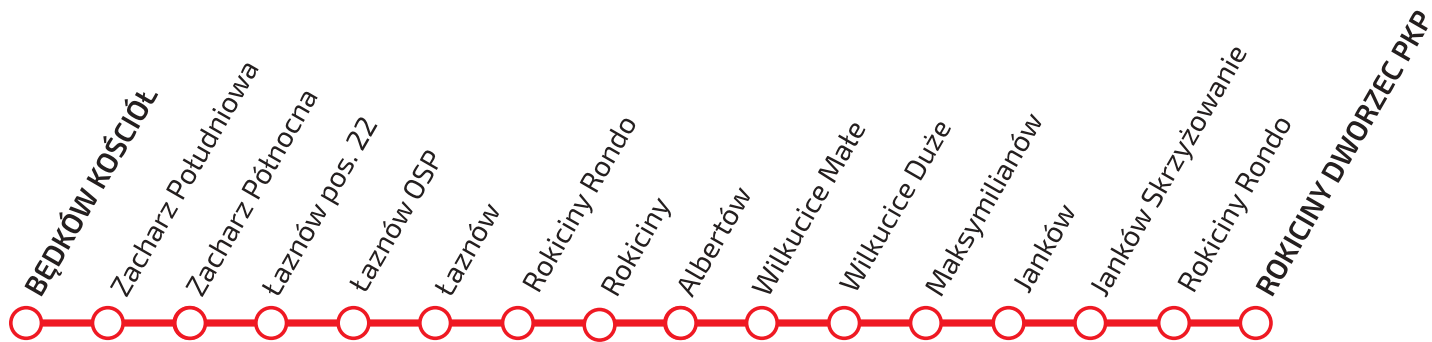 BĘDKÓW KOŚCIÓŁ
Zacharz Południowa
Zacharz Północna
Łaznów pos. 22
Łaznów OSP
Łaznów
Rokiciny Rondo
Rokiciny
Albertów
Wilkucice Małe
Wilkucice Duże
Maksymilianów
Janków
Janków Skrzyżowanie
Rokiciny Rondo
ROKICINY DWORZEC PKP